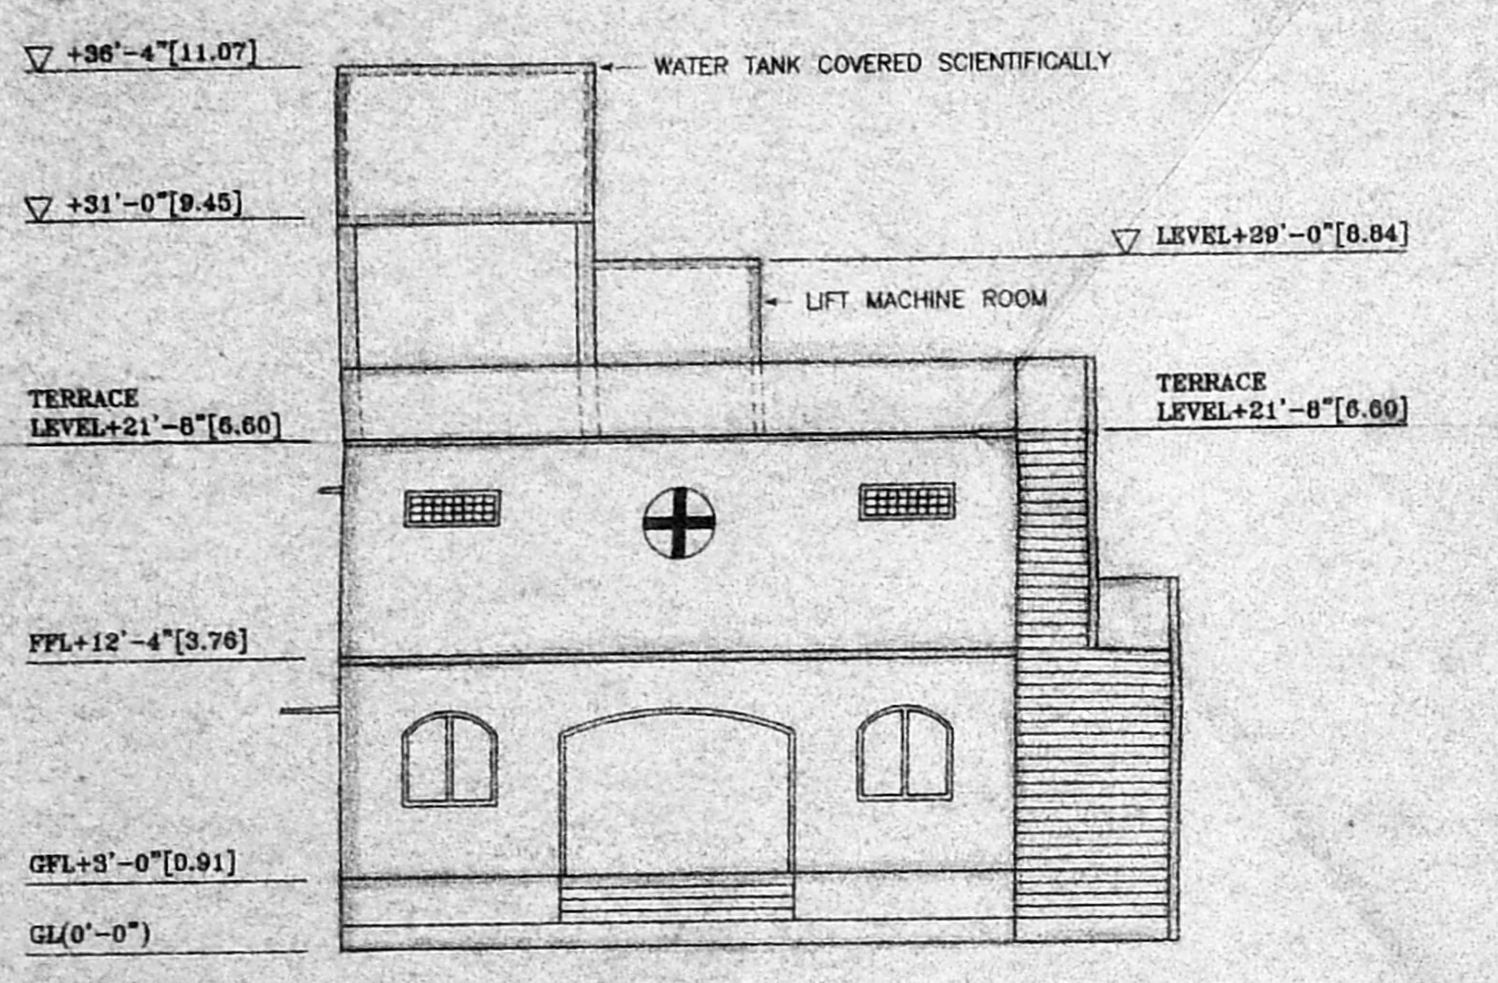 +36'-4"[11.07]
WATER TANK COVERED SCIENTIFICALLY
+31'-0"[9.45]
LEVEL+29'-0"[8.84]
LIFT MACHINE ROOM
TERRACE
LEVEL+21'-8"[6.60]
TERRACE
LEVEL+21'-8"[6.60]
FFL+12'-4"[3.76]
GFL+3'-0"[0.91]
GL(0'-0")